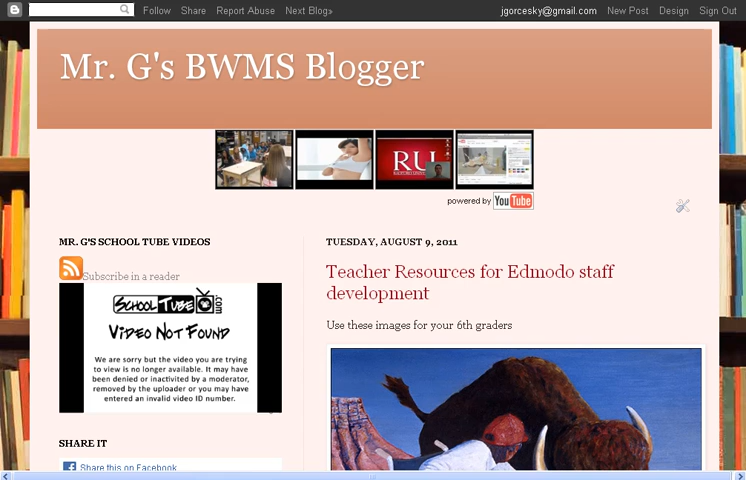 Follow Share Report Abuse Next Blog» jgorcesky@gmail.com New Post Design Sign Out
Mr. G's BWMS Blogger
RU
powered by YouTube
MR. G'S SCHOOL TUBE VIDEOS
Subscribe in a reader
SCHOOLTUBE.COM
VIDEO NOT FOUND
We are sorry but the video you are trying
to view is no longer available. It may have
been denied or inactivited by a moderator,
removed by the uploader or you may have
entered an invalid video ID number.
SHARE IT
Share this on Facebook
TUESDAY, AUGUST 9, 2011
Teacher Resources for Edmodo staff
development
Use these images for your 6th graders